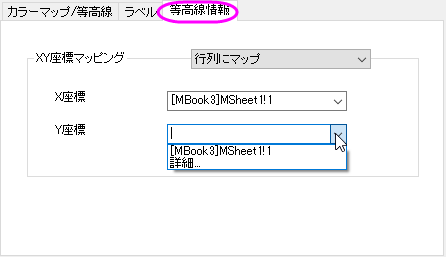 カラーマップ/等高線 ラベル 等高線情報
XY座標マッピング 行列にマップ
X座標 [MBook3]MSheet1!1
Y座標
[MBook3]MSheet1!1
詳細...